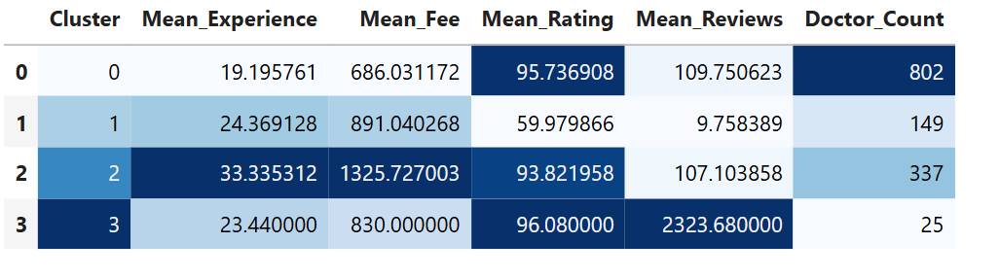 Cluster Mean_Experience Mean_Fee Mean_Rating Mean_Reviews Doctor_Count
0 0 19.195761 686.031172 95.736908 109.750623 802
1 1 24.369128 891.040268 59.979866 9.758389 149
2 2 33.335312 1325.727003 93.821958 107.103858 337
3 3 23.440000 830.000000 96.080000 2323.680000 25